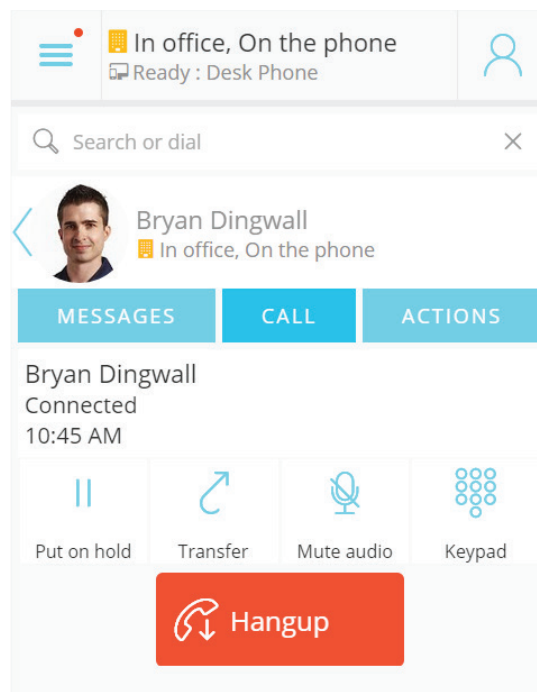 In office, On the phone
Ready : Desk Phone
Search or dial
Bryan Dingwall
In office, On the phone
MESSAGES CALL ACTIONS
Bryan Dingwall
Connected
10:45 AM
Put on hold Transfer Mute audio Keypad
Hangup